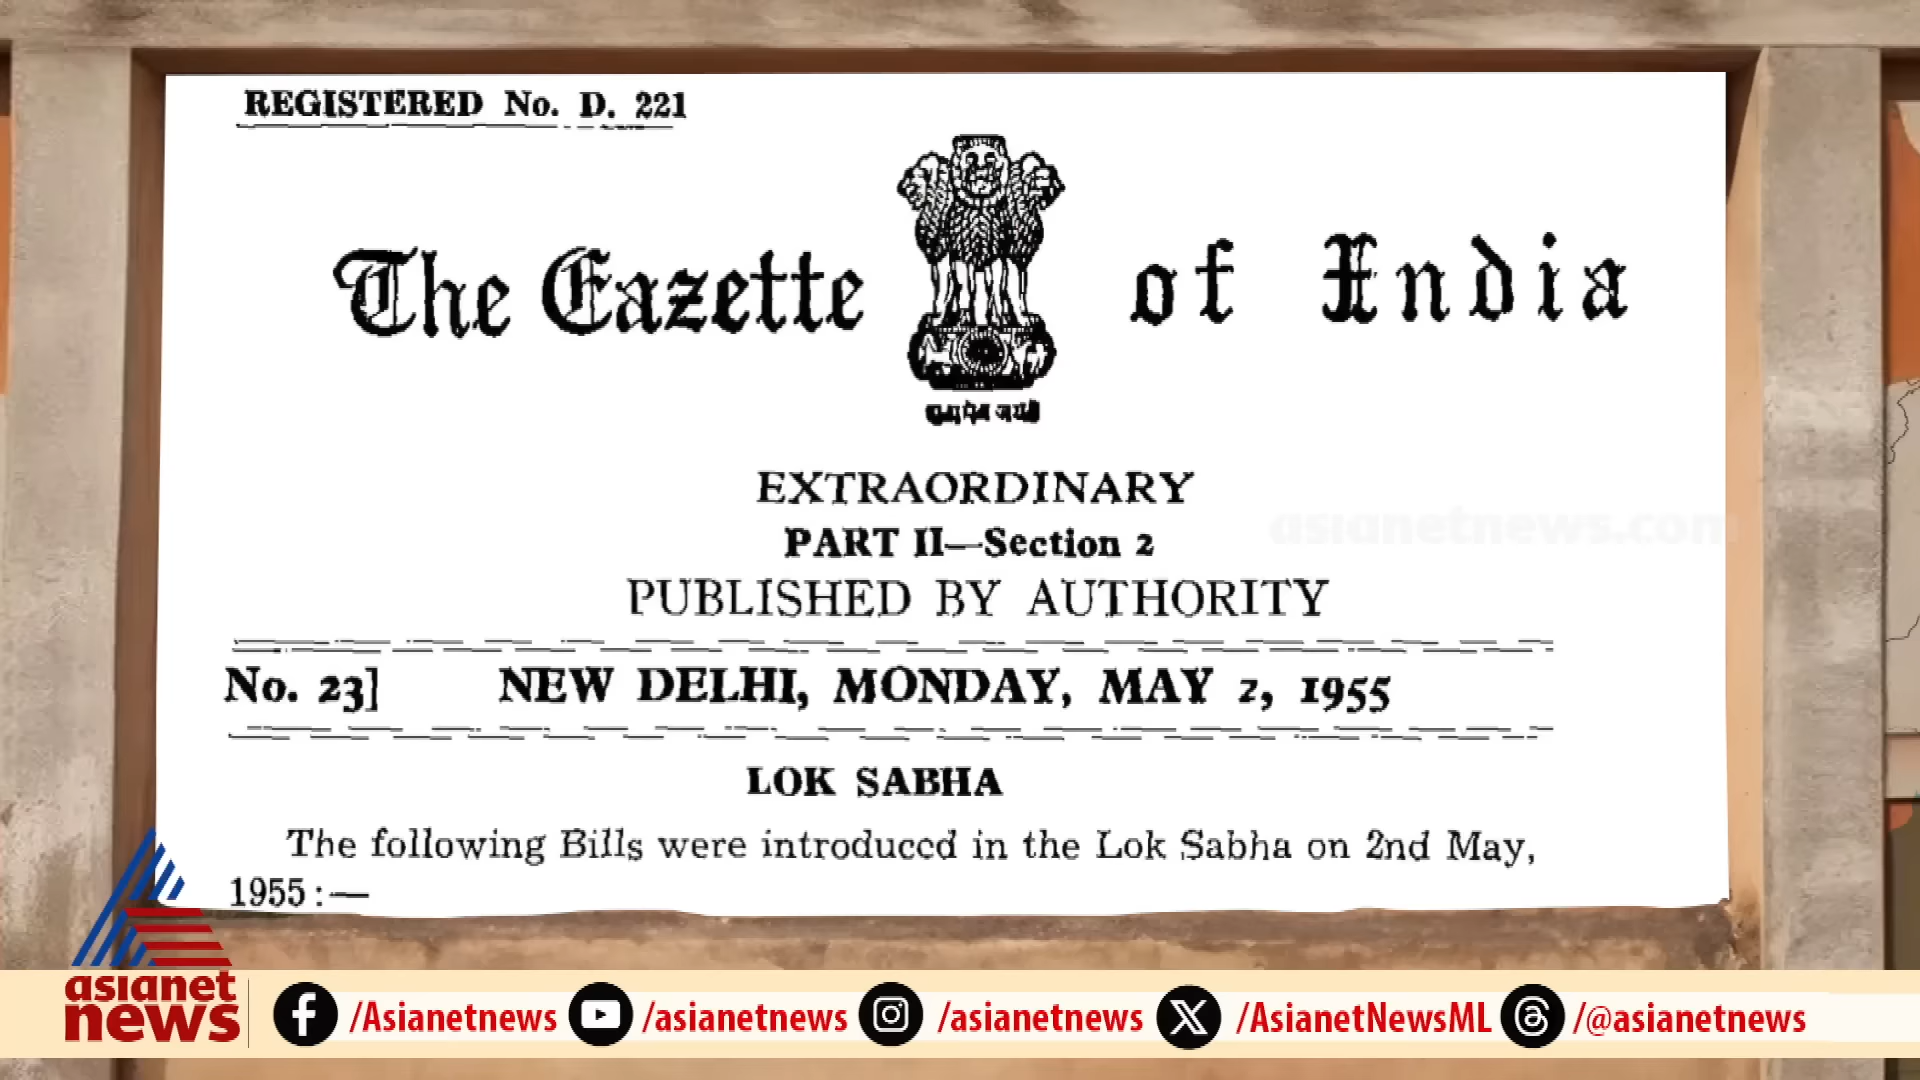 REGISTERED No. D. 221
The Gazette of India
EXTRAORDINARY
PART II—Section 2
PUBLISHED BY AUTHORITY
asianetnews.com
No. 23] NEW DELHI, MONDAY, MAY 2, 1955
LOK SABHA
The following Bills were introduced in the Lok Sabha on 2nd May,
1955:—
asianet
news
/Asianetnews /asianetnews /asianetnews /AsianetNewsML /@asianetnews